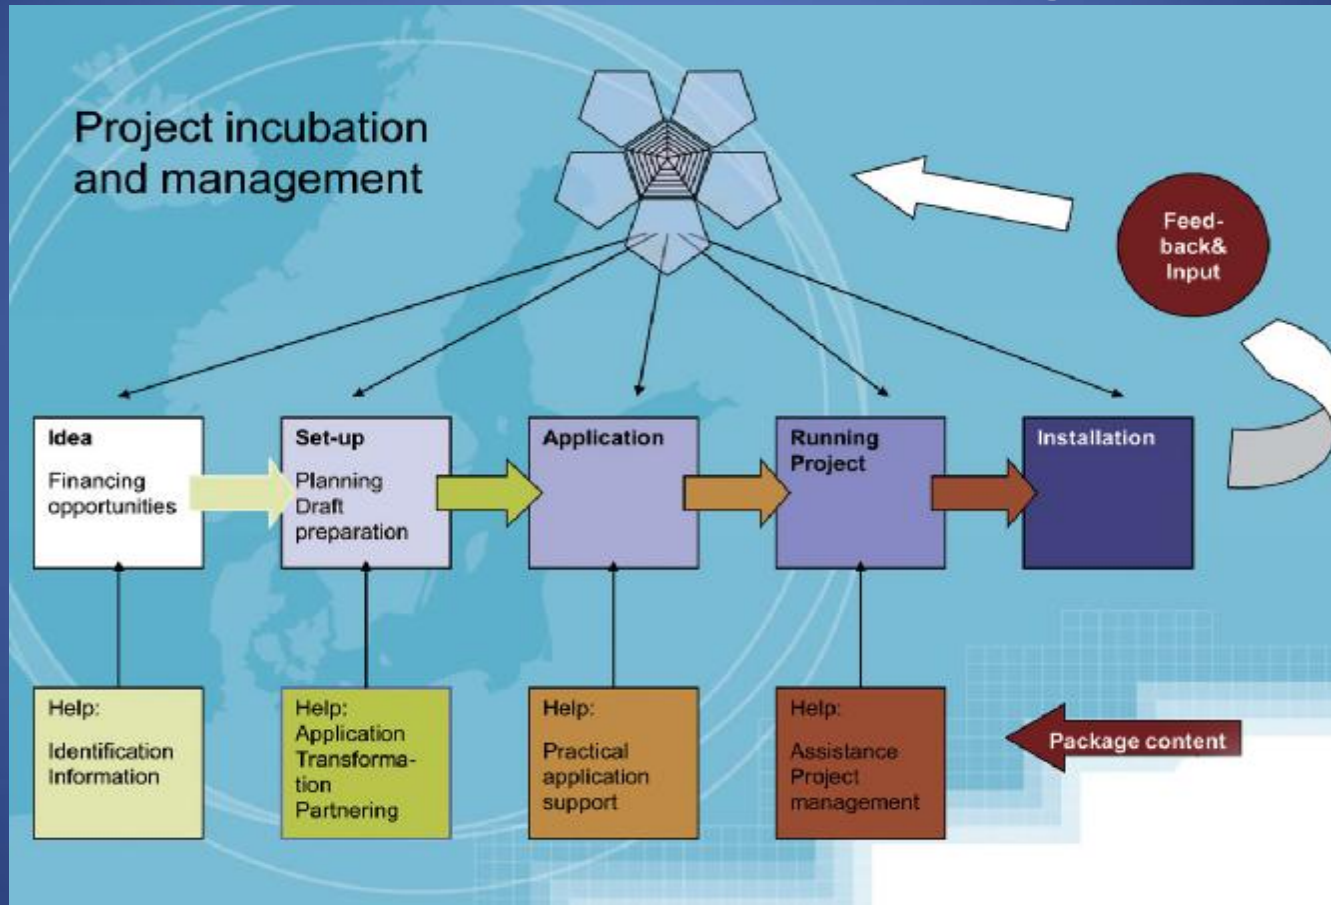 Project incubation
and management
Feed-
back&
Input
Idea
Financing
opportunities
Set-up
Planning
Draft
preparation
Application
Running
Project
Installation
Help:
Identification
Information
Help:
Application
Transforma-
tion
Partnering
Help:
Practical
application
support
Help:
Assistance
Project
management
Package content